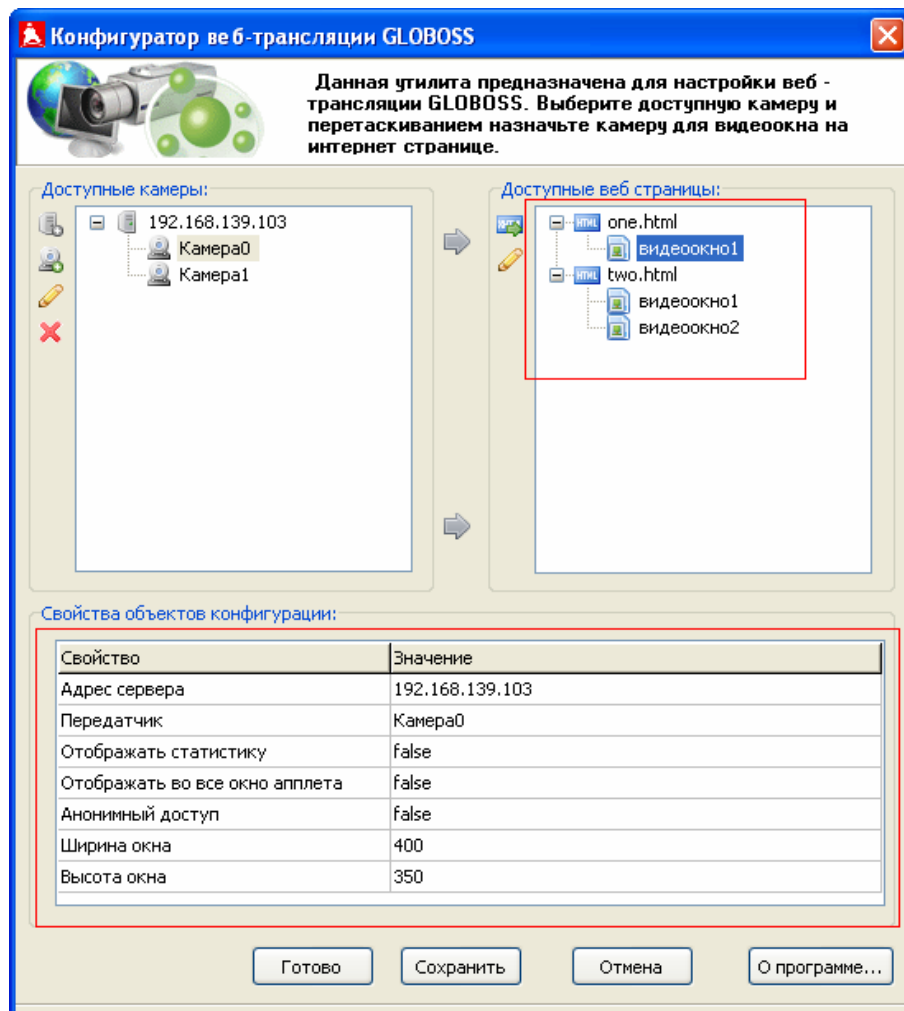 Конфигуратор веб-трансляции GLOBOSS
Данная утилита предназначена для настройки веб -
трансляции GLOBOSS. Выберите доступную камеру и
перетаскиванием назначьте камеру для видеоокна на
интернет странице.
Доступные камеры:
192.168.139.103
Камера0
Камера1
Доступные веб страницы:
HTML one.html
видеоокно1
HTML two.html
видеоокно1
видеоокно2
Свойства объектов конфигурации:
Свойство Значение
Адрес сервера 192.168.139.103
Передатчик Камера0
Отображать статистику false
Отображать во все окно апплета false
Анонимный доступ false
Ширина окна 400
Высота окна 350
Готово Сохранить Отмена О программе...